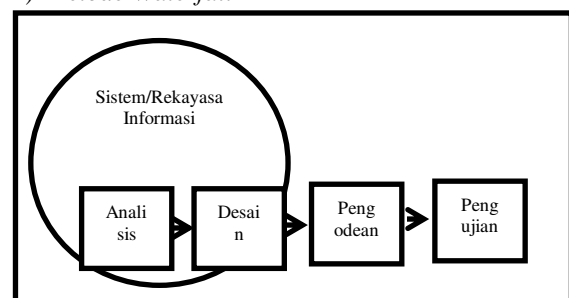 Sistem/Rekayasa
Informasi
Anali
sis
Desai
n
Peng
odean
Peng
ujian